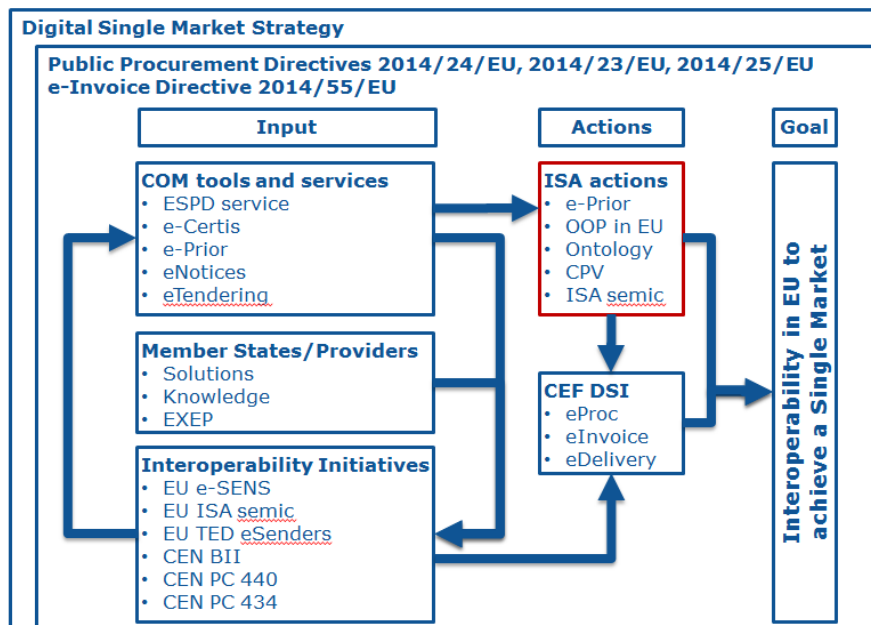 Digital Single Market Strategy
Public Procurement Directives 2014/24/EU, 2014/23/EU, 2014/25/EU
e-Invoice Directive 2014/55/EU
Input
Actions
Goal
COM tools and services
• ESPD service
• e-Certis
• e-Prior
• eNotices
• eTendering
Member States/Providers
• Solutions
• Knowledge
• EXEP
Interoperability Initiatives
• EU e-SENS
• EU ISA semic
• EU TED eSenders
• CEN BII
• CEN PC 440
• CEN PC 434
ISA actions
• e-Prior
• OOP in EU
• Ontology
• CPV
• ISA semic
CEF DSI
• eProc
• eInvoice
• eDelivery
Interoperability in EU to
achieve a Single Market